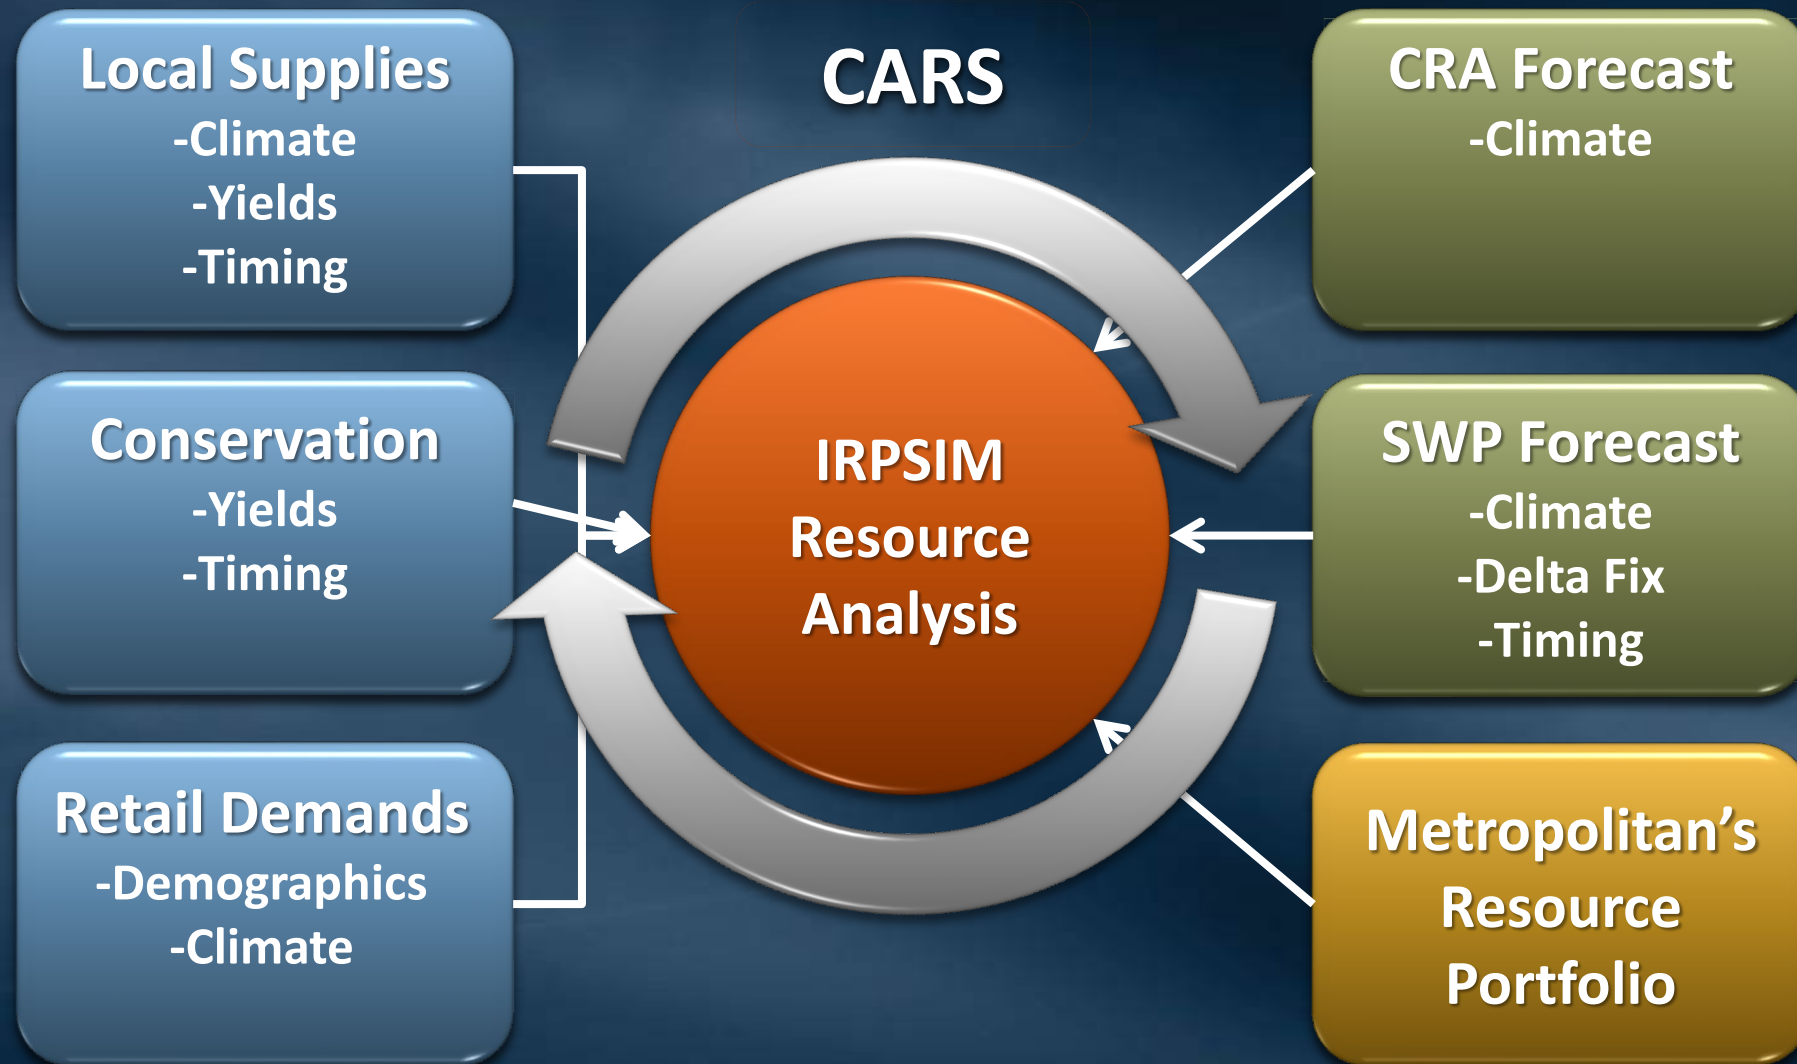 Local Supplies
-Climate
-Yields
-Timing
Conservation
-Yields
-Timing
Retail Demands
-Demographics
-Climate
CARS
IRPSIM
Resource
Analysis
CRA Forecast
-Climate
SWP Forecast
-Climate
-Delta Fix
-Timing
Metropolitan’s
Resource
Portfolio